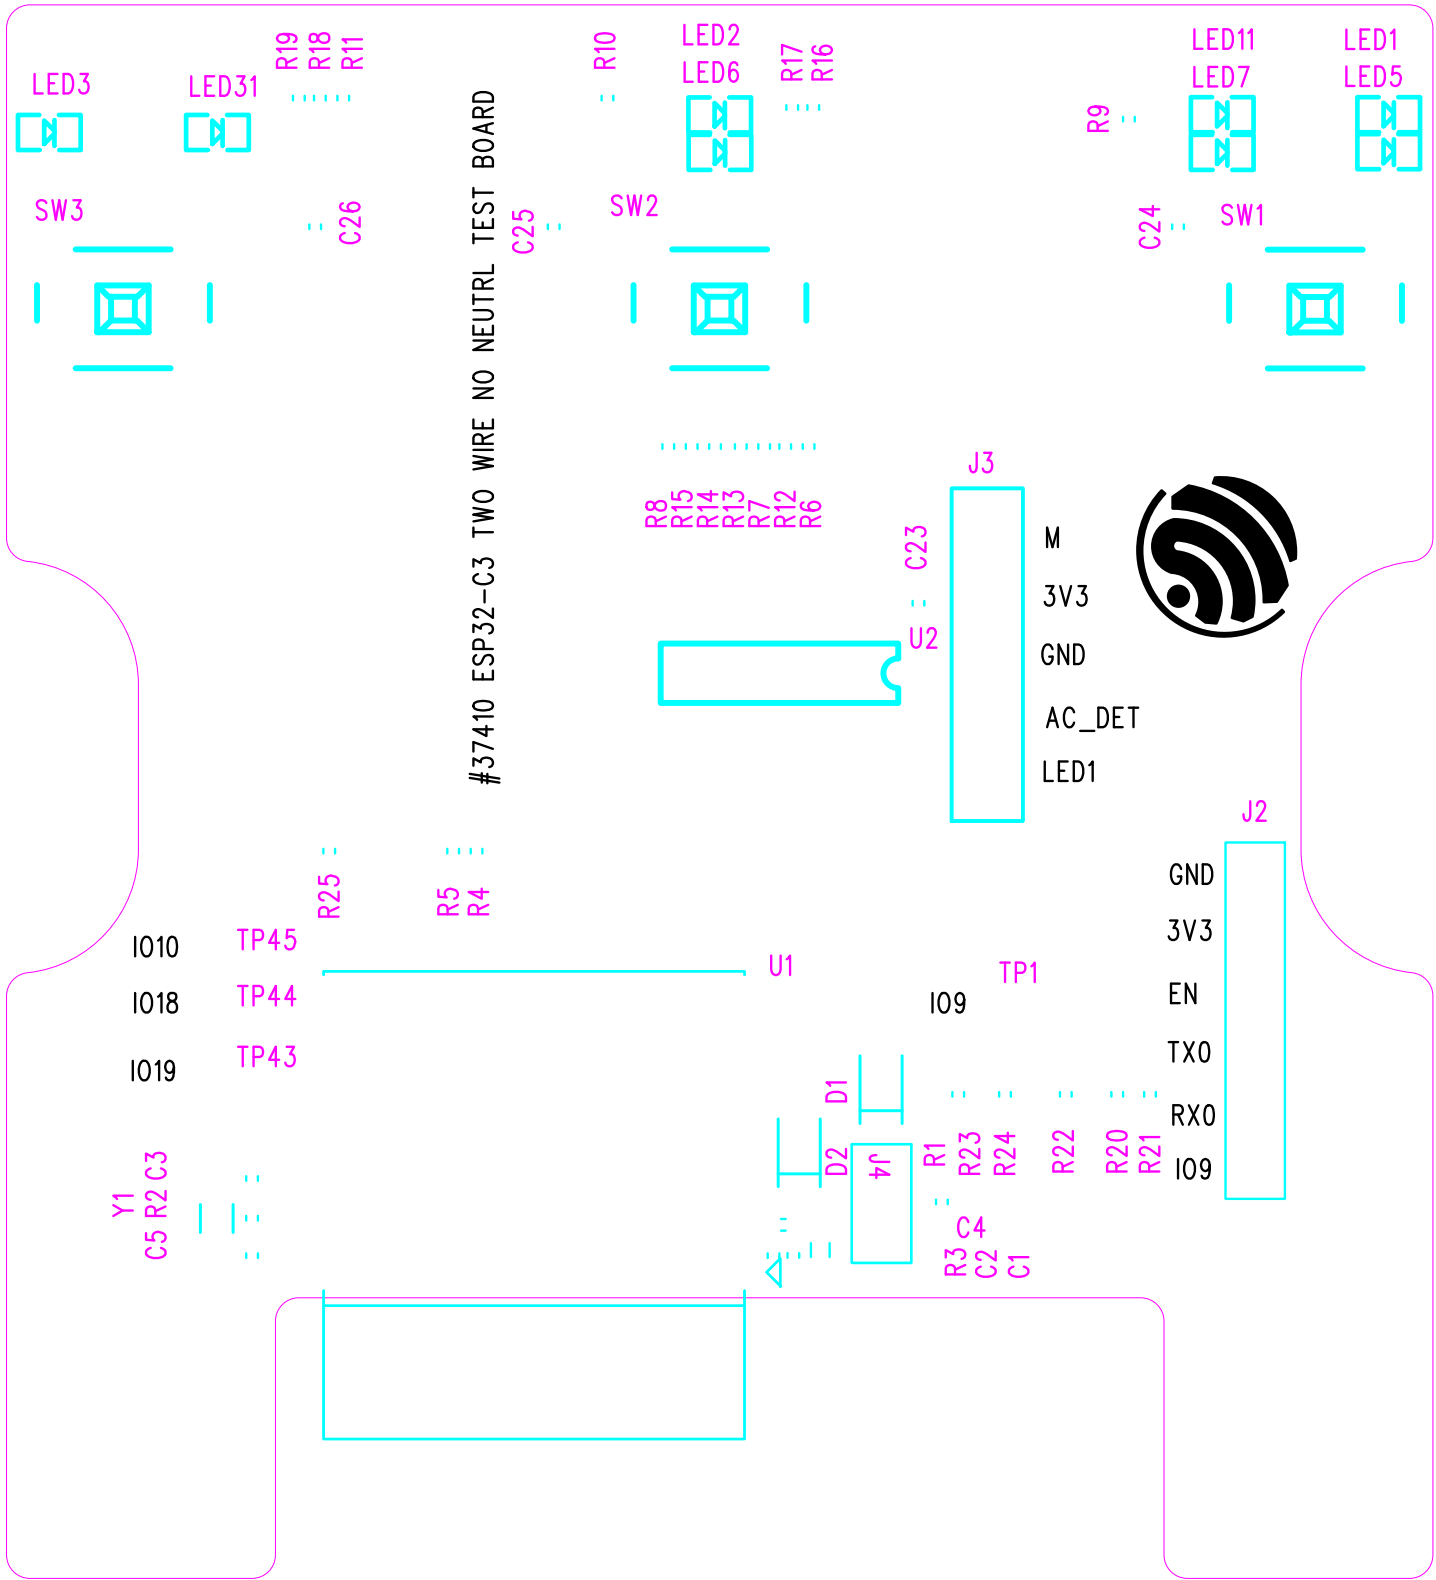 R19
R18
R11
R10
LED2
LED6
R17
R16
LED11
LED1
LED7
LED5
LED3
LED31
R9
SW3
C26
C25
SW2
C24
SW1
#37410 ESP32-C3 TWO WIRE NO NEUTRL TEST BOARD
J3
R8
R15
R14
R13
R7
R12
R6
C23
M
3V3
U2
GND
AC_DET
LED1
J2
R25
R5
R4
GND
3V3
IO10
TP45
U1
TP1
EN
IO18
TP44
IO9
IO19
TP43
TX0
D1
RX0
D2
J4
R1
R23
R24
R22
R20
R21
IO9
Y1
C5 R2 C3
C4
R3
C2
C1